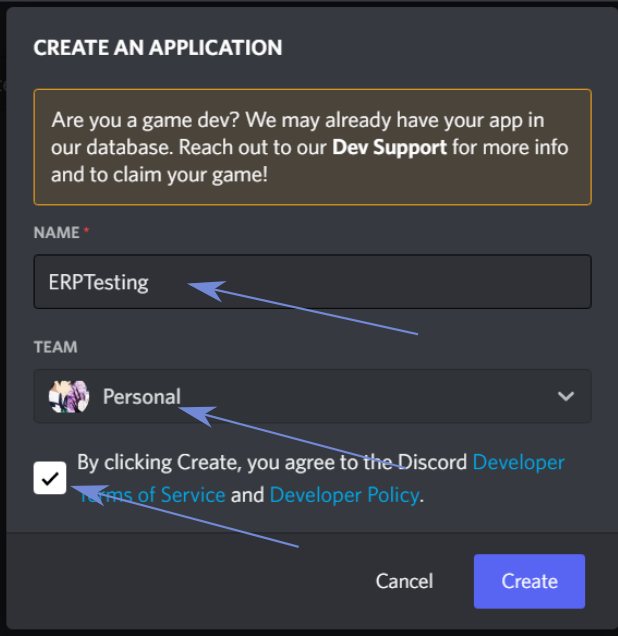 CREATE AN APPLICATION
Are you a game dev? We may already have your app in
our database. Reach out to our Dev Support for more info
and to claim your game!
NAME *
ERPTesting
TEAM
Personal
By clicking Create, you agree to the Discord Developer
Terms of Service and Developer Policy.
Cancel
Create